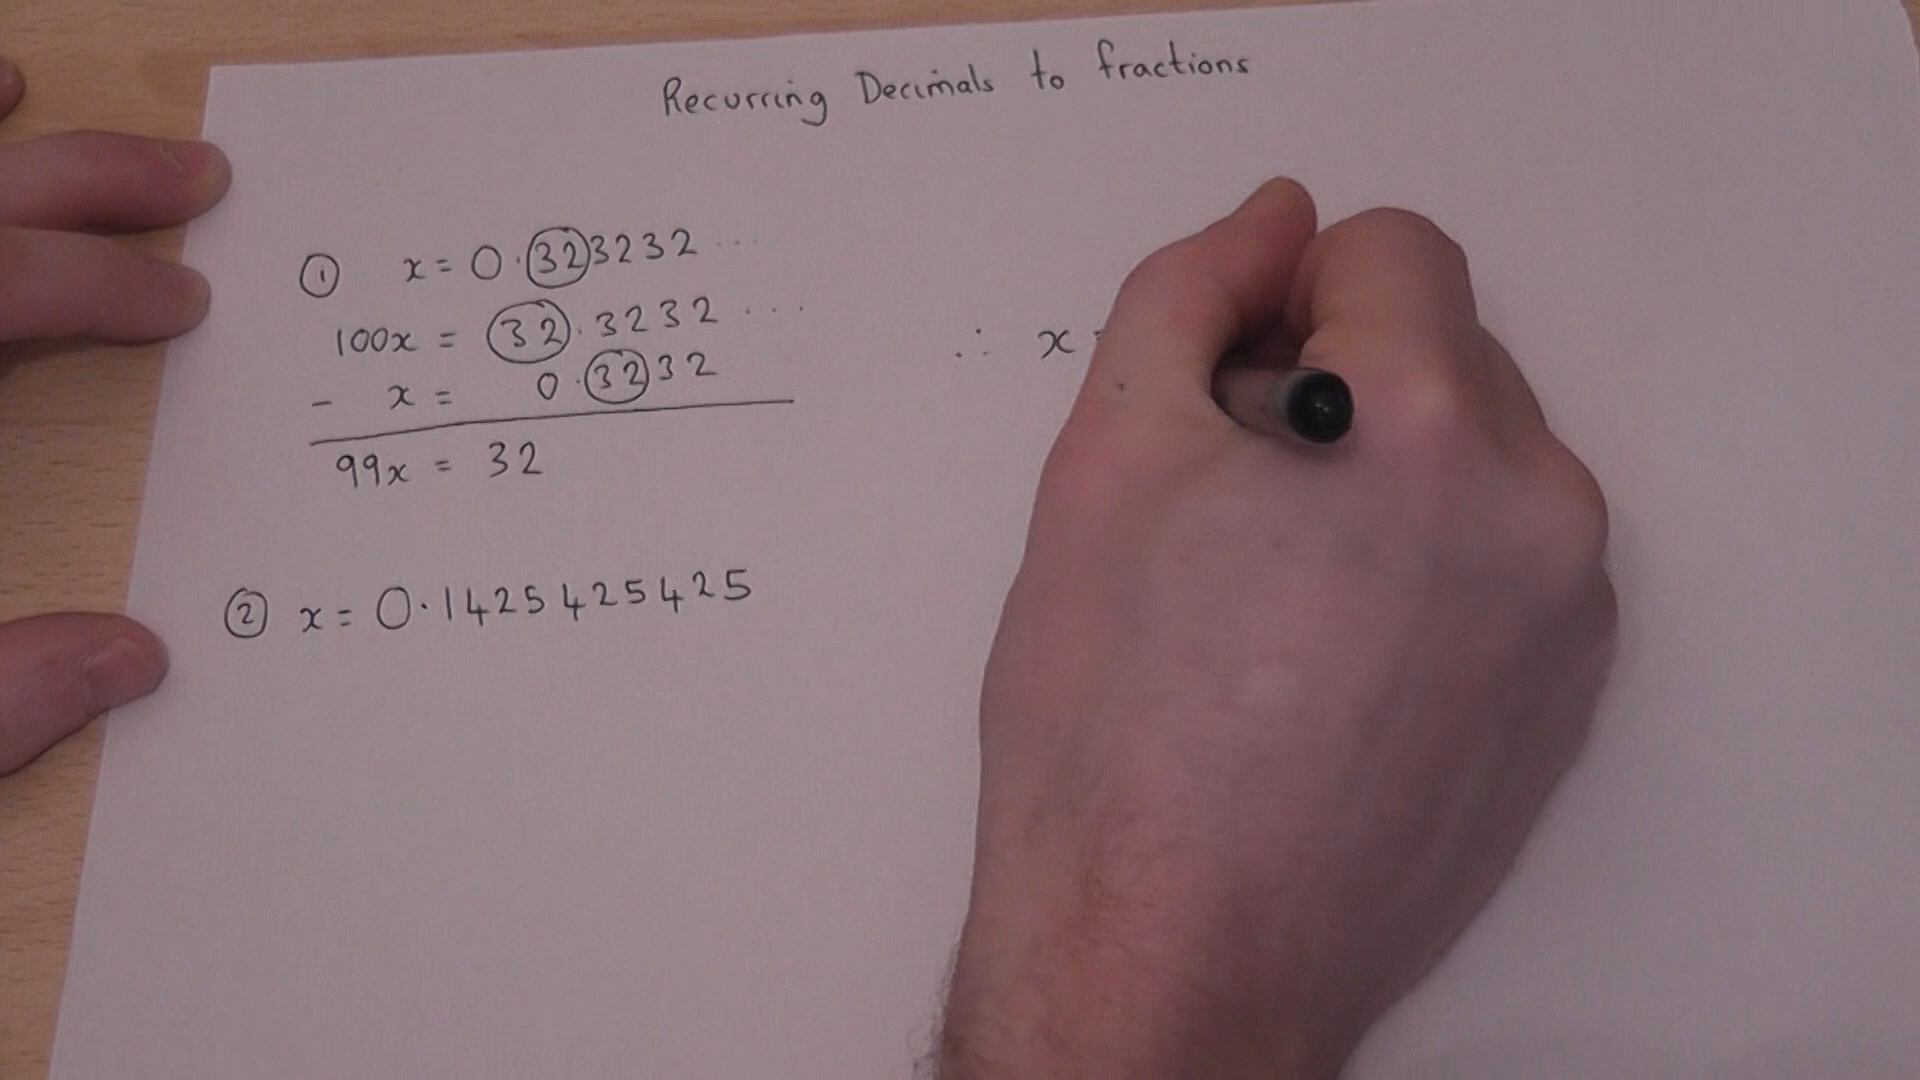 Recurring Decimals to fractions
① x = 0.323232...
100x = 32.3232...
- x = 0.3232
99x = 32
∴ x =
② x = 0.1425425425